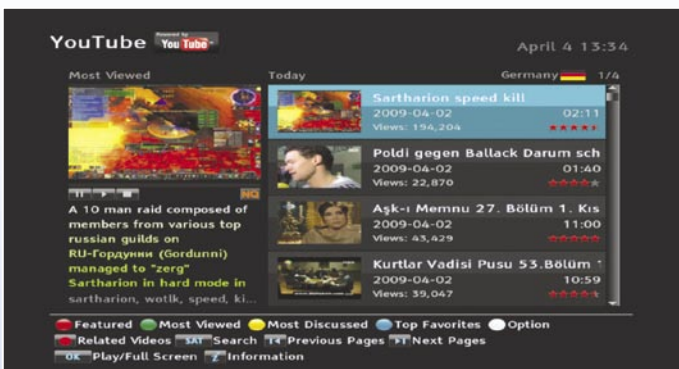 YouTube Powered by YouTube
April 4 13:34
Most Viewed Today Germany 1/4
Sartharion speed kill
2009-04-02 02:11
Views: 194,204
Poldi gegen Ballack Darum sch
2009-04-02 01:40
Views: 22,870
HQ
A 10 man raid composed of
members from various top
russian guilds on
RU-Гордунни (Gordunni)
managed to "zerg"
Sartharion in hard mode in
sartharion, wotlk, speed, ki...
Aşk-ı Memnu 27. Bölüm 1. Kıs
2009-04-02 11:00
Views: 43,429
Kurtlar Vadisi Pusu 53.Bölüm
2009-04-02 10:59
Views: 39,047
Featured Most Viewed Most Discussed Top Favorites Option
Related Videos SAT Search Previous Pages Next Pages
OK Play/Full Screen Information